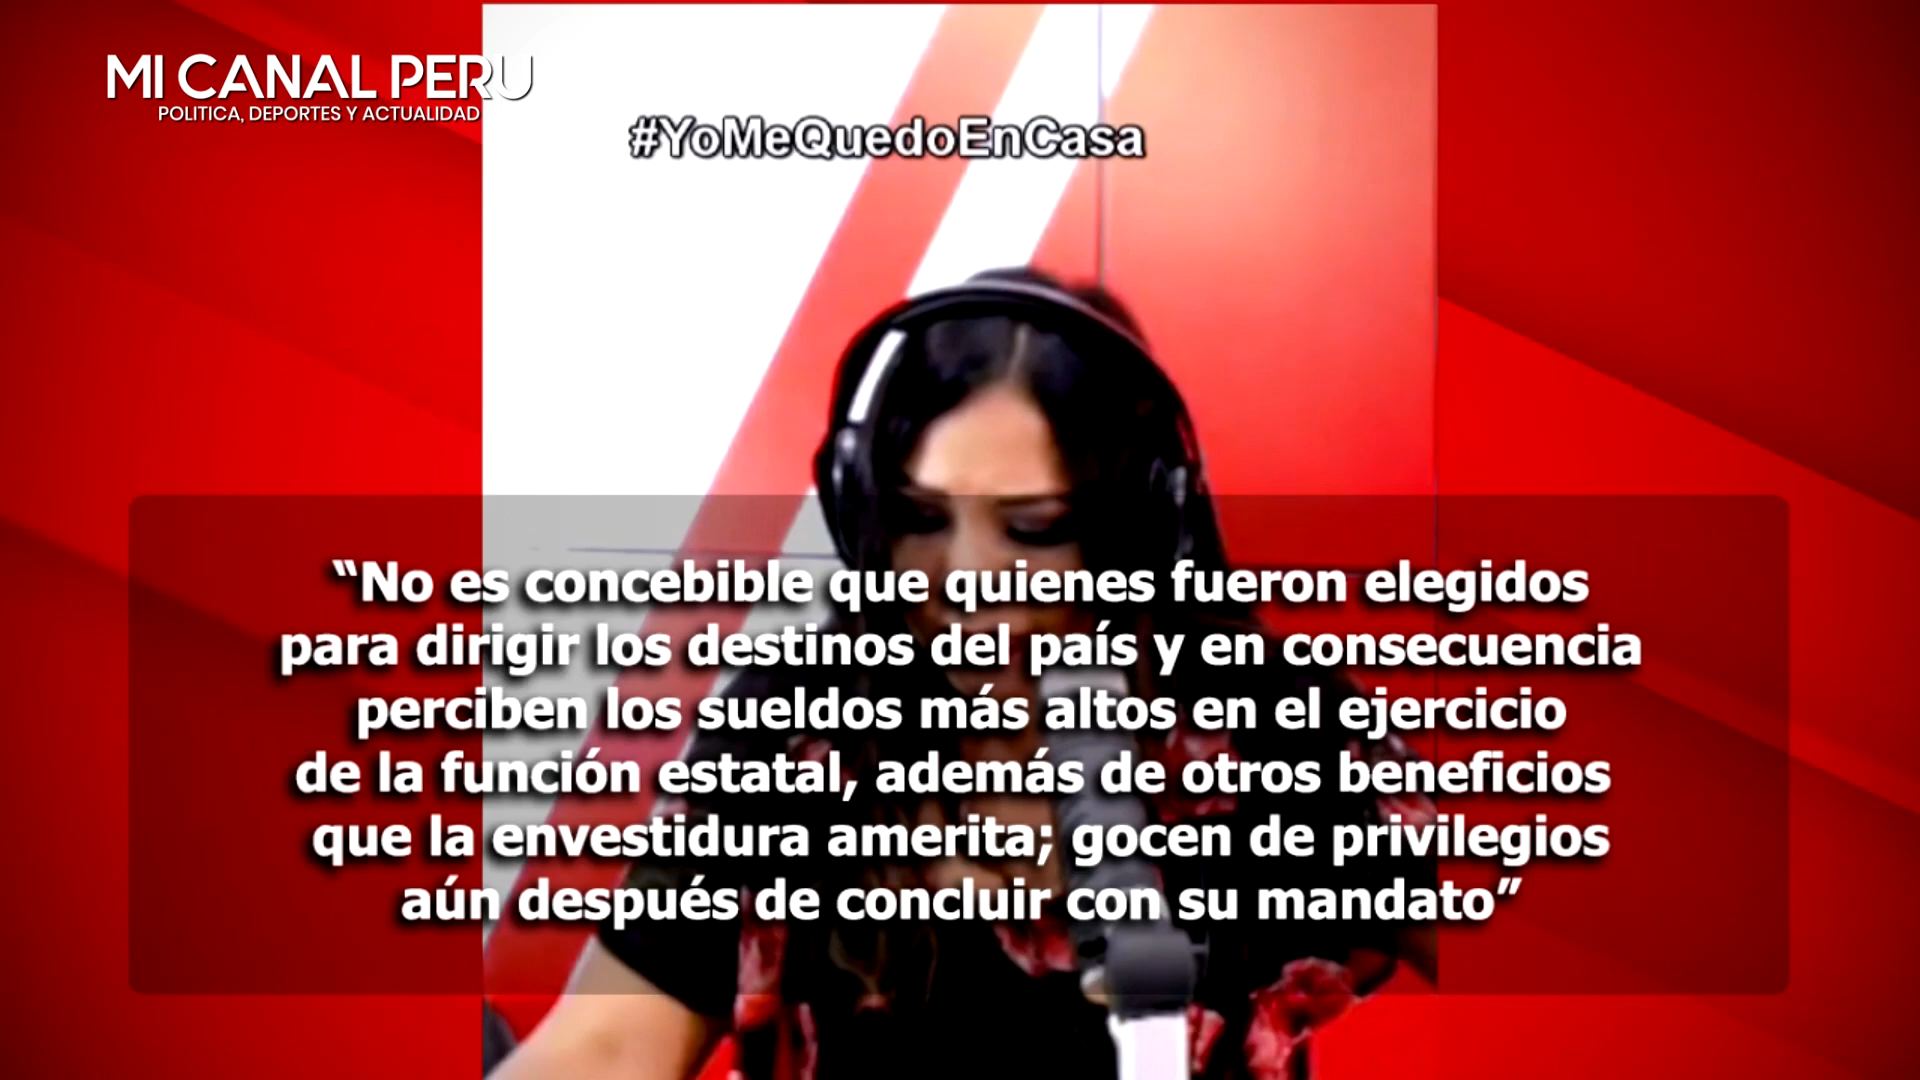 MI CANAL PERU
POLITICA, DEPORTES Y ACTUALIDAD
#YoMeQuedoEnCasa
“No es concebible que quienes fueron elegidos
para dirigir los destinos del país y en consecuencia
perciben los sueldos más altos en el ejercicio
de la función estatal, además de otros beneficios
que la envestidura amerita; gocen de privilegios
aún después de concluir con su mandato”